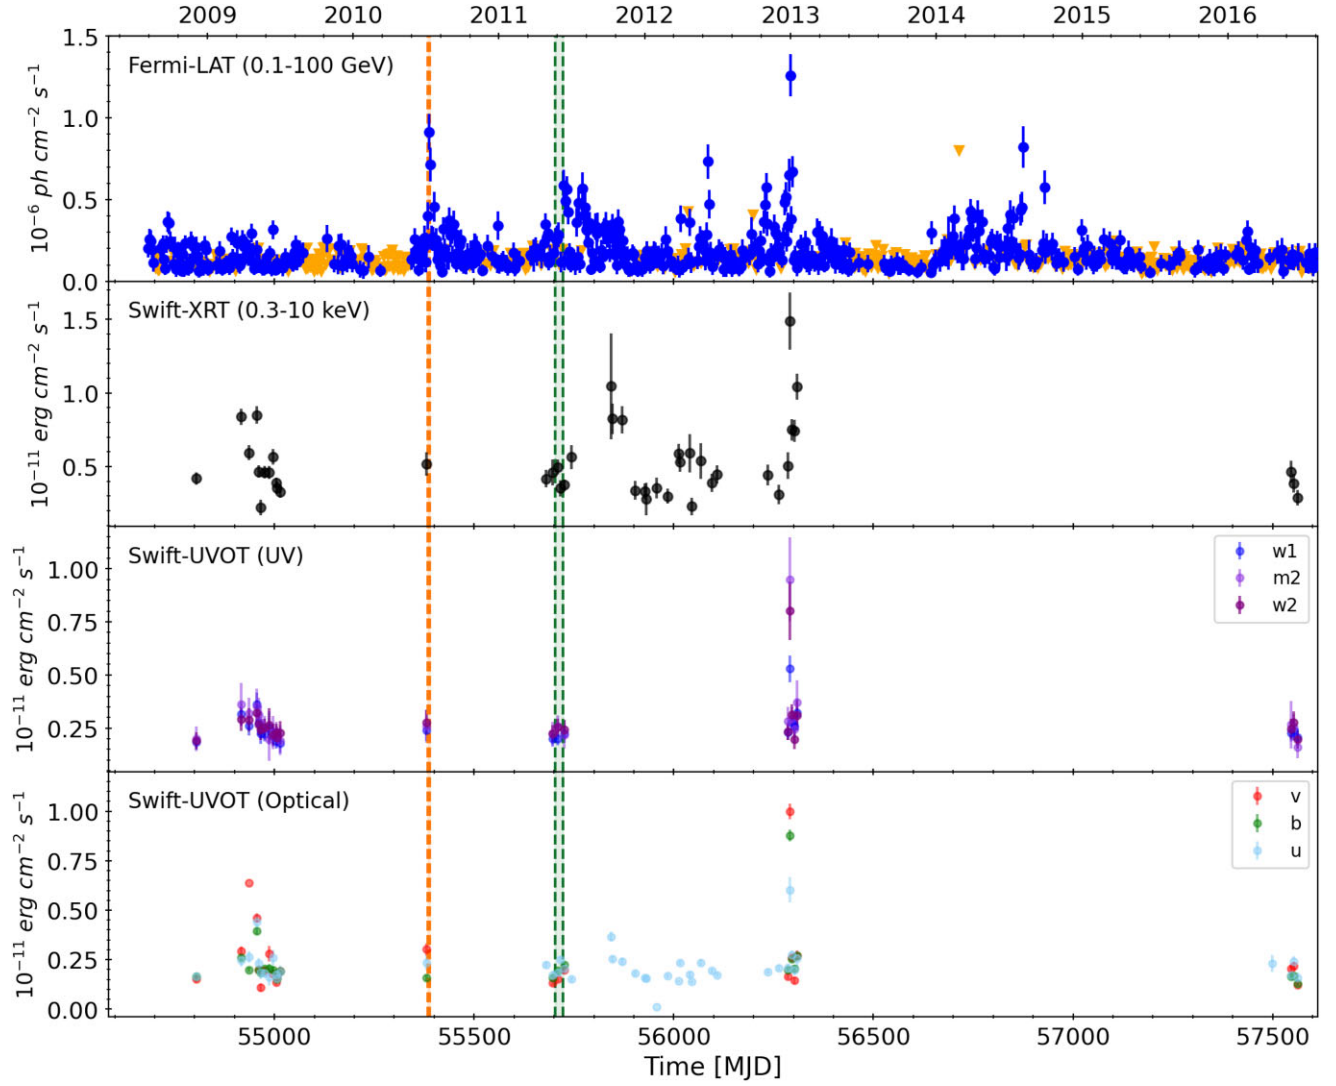 2009 2010 2011 2012 2013 2014 2015 2016
Fermi-LAT (0.1-100 GeV)
10⁻⁶ ph cm⁻² s⁻¹
1.5
1.0
0.5
0.0
Swift-XRT (0.3-10 keV)
10⁻¹¹ erg cm⁻² s⁻¹
1.5
1.0
0.5
Swift-UVOT (UV)
10⁻¹¹ erg cm⁻² s⁻¹
1.00
0.75
0.50
0.25
w1
m2
w2
Swift-UVOT (Optical)
10⁻¹¹ erg cm⁻² s⁻¹
1.00
0.75
0.50
0.25
0.00
v
b
u
55000 55500 56000 56500 57000 57500
Time [MJD]